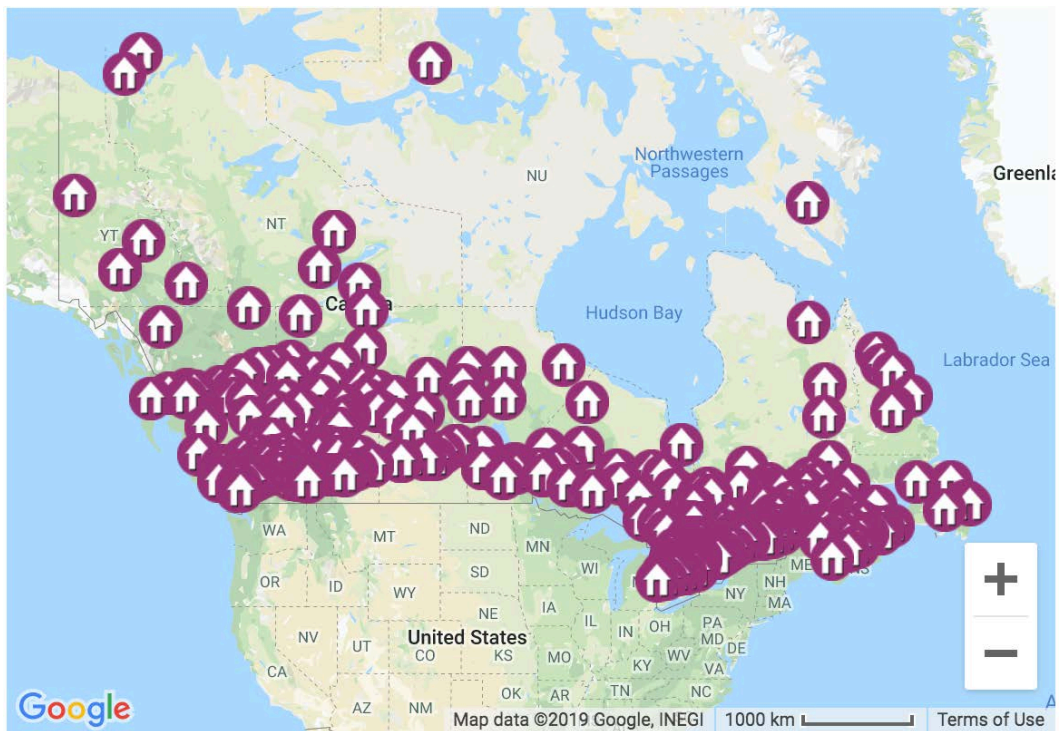 NU
Northwestern
Passages
Greenla
NT
YT
Ca
a
Hudson Bay
Labrador Sea
WA
MT
ND
MN
OR
ID
SD
WI
WY
ME
NH
NY
MA
NE
IA
NV
UT
United States
CO
KS
MO
IL
IN
OH
PA
MD
DE
WV
KY
VA
CA
AZ
NM
OK
AR
TN
NC
Google
Map data ©2019 Google, INEGI
1000 km
Terms of Use